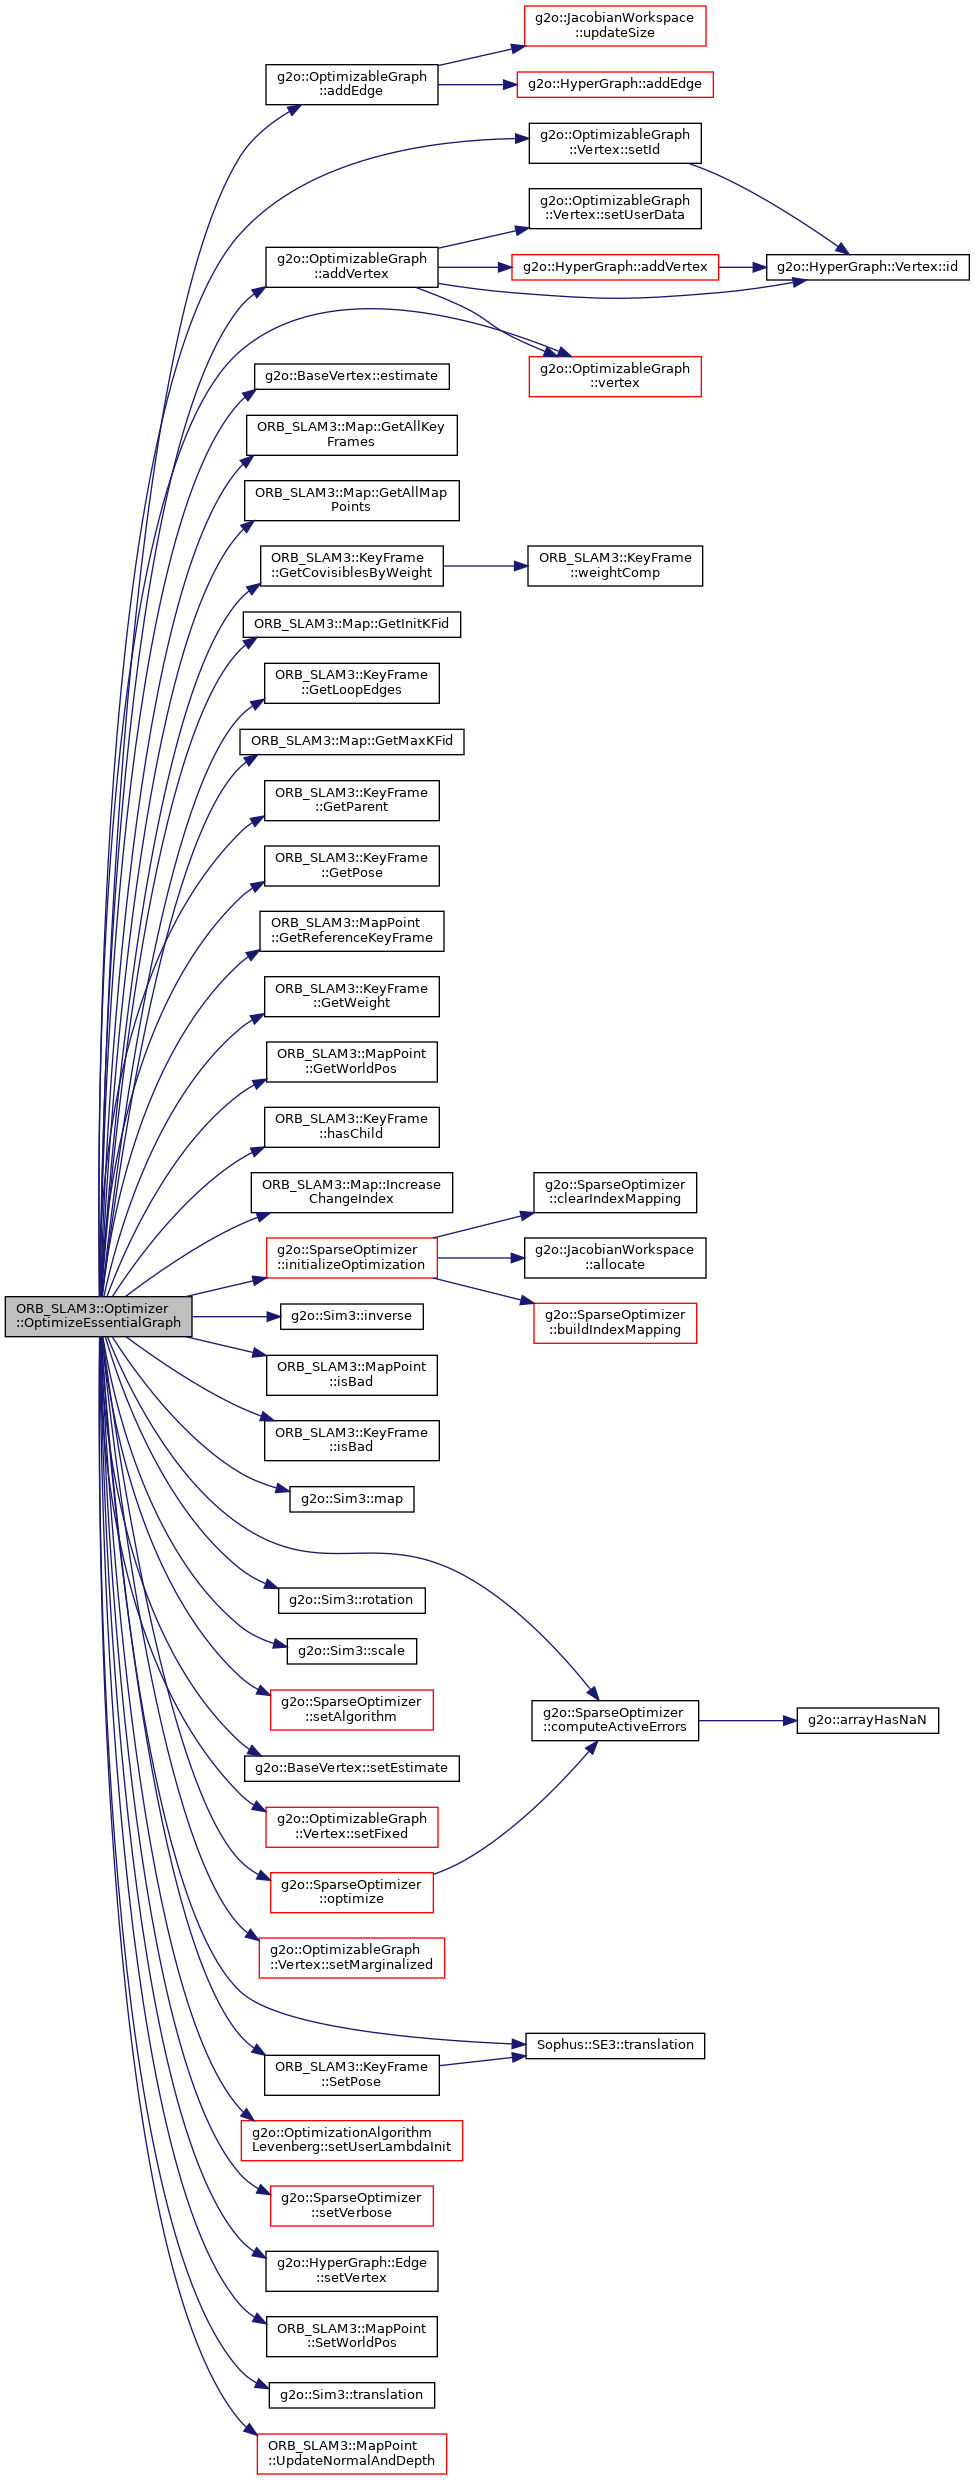 g2o::JacobianWorkspace
::updateSize
g2o::OptimizableGraph
::addEdge
g2o::HyperGraph::addEdge
g2o::OptimizableGraph
::Vertex::setId
g2o::OptimizableGraph
::Vertex::setUserData
g2o::OptimizableGraph
::addVertex
g2o::HyperGraph::addVertex
g2o::HyperGraph::Vertex::id
g2o::OptimizableGraph
::vertex
g2o::BaseVertex::estimate
ORB_SLAM3::Map::GetAllKey
Frames
ORB_SLAM3::Map::GetAllMap
Points
ORB_SLAM3::KeyFrame
::GetCovisiblesByWeight
ORB_SLAM3::KeyFrame
::weightComp
ORB_SLAM3::Map::GetInitKFid
ORB_SLAM3::KeyFrame
::GetLoopEdges
ORB_SLAM3::Map::GetMaxKFid
ORB_SLAM3::KeyFrame
::GetParent
ORB_SLAM3::KeyFrame
::GetPose
ORB_SLAM3::MapPoint
::GetReferenceKeyFrame
ORB_SLAM3::KeyFrame
::GetWeight
ORB_SLAM3::MapPoint
::GetWorldPos
ORB_SLAM3::KeyFrame
::hasChild
ORB_SLAM3::Map::Increase
ChangeIndex
g2o::SparseOptimizer
::clearIndexMapping
g2o::SparseOptimizer
::initializeOptimization
g2o::JacobianWorkspace
::allocate
ORB_SLAM3::Optimizer
::OptimizeEssentialGraph
g2o::Sim3::inverse
g2o::SparseOptimizer
::buildIndexMapping
ORB_SLAM3::MapPoint
::isBad
ORB_SLAM3::KeyFrame
::isBad
g2o::Sim3::map
g2o::Sim3::rotation
g2o::Sim3::scale
g2o::SparseOptimizer
::setAlgorithm
g2o::SparseOptimizer
::computeActiveErrors
g2o::arrayHasNaN
g2o::BaseVertex::setEstimate
g2o::OptimizableGraph
::Vertex::setFixed
g2o::SparseOptimizer
::optimize
g2o::OptimizableGraph
::Vertex::setMarginalized
Sophus::SE3::translation
ORB_SLAM3::KeyFrame
::SetPose
g2o::OptimizationAlgorithm
Levenberg::setUserLambdaInit
g2o::SparseOptimizer
::setVerbose
g2o::HyperGraph::Edge
::setVertex
ORB_SLAM3::MapPoint
::SetWorldPos
g2o::Sim3::translation
ORB_SLAM3::MapPoint
::UpdateNormalAndDepth